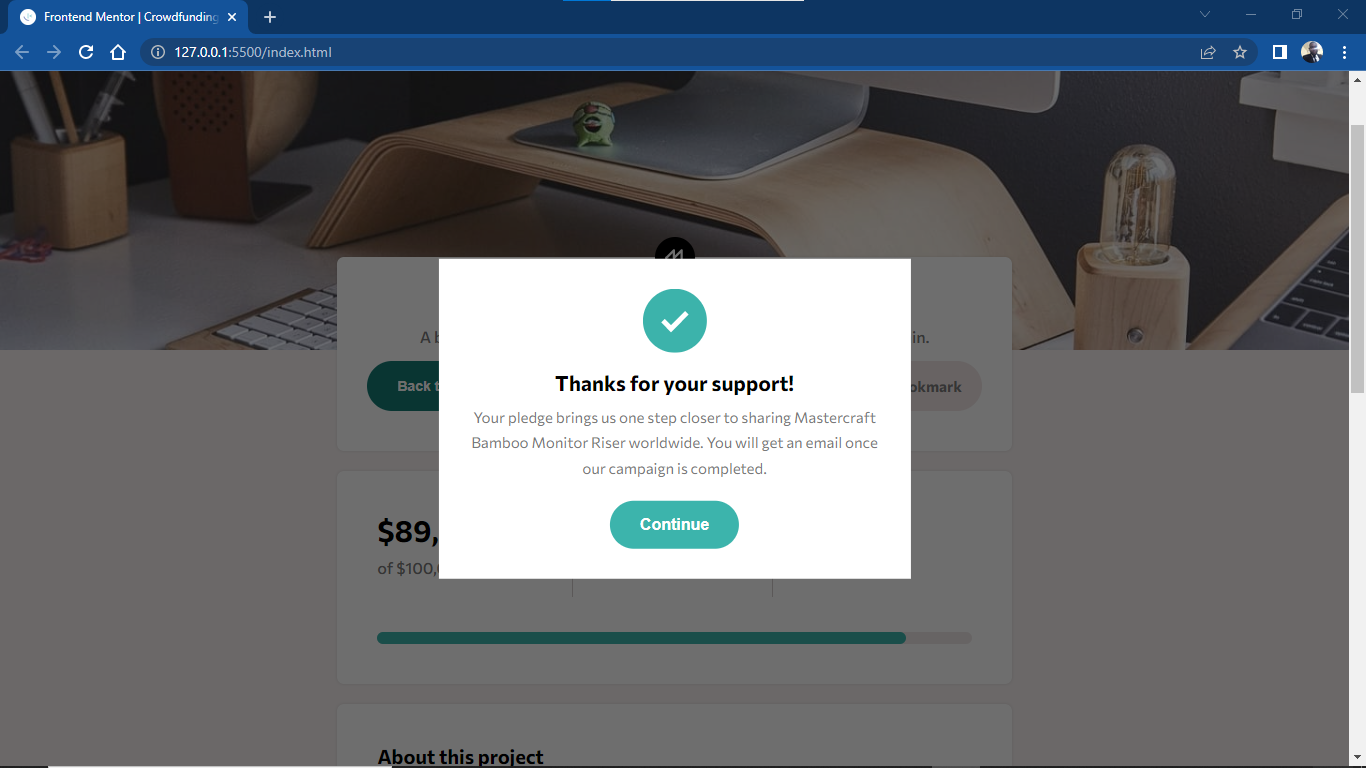 Frontend Mentor | Crowdfunding
127.0.0.1:5500/index.html
Thanks for your support!
Your pledge brings us one step closer to sharing Mastercraft
Bamboo Monitor Riser worldwide. You will get an email once
our campaign is completed.
Continue
A b
in.
Back t
okmark
$89,
of $100,
About this project